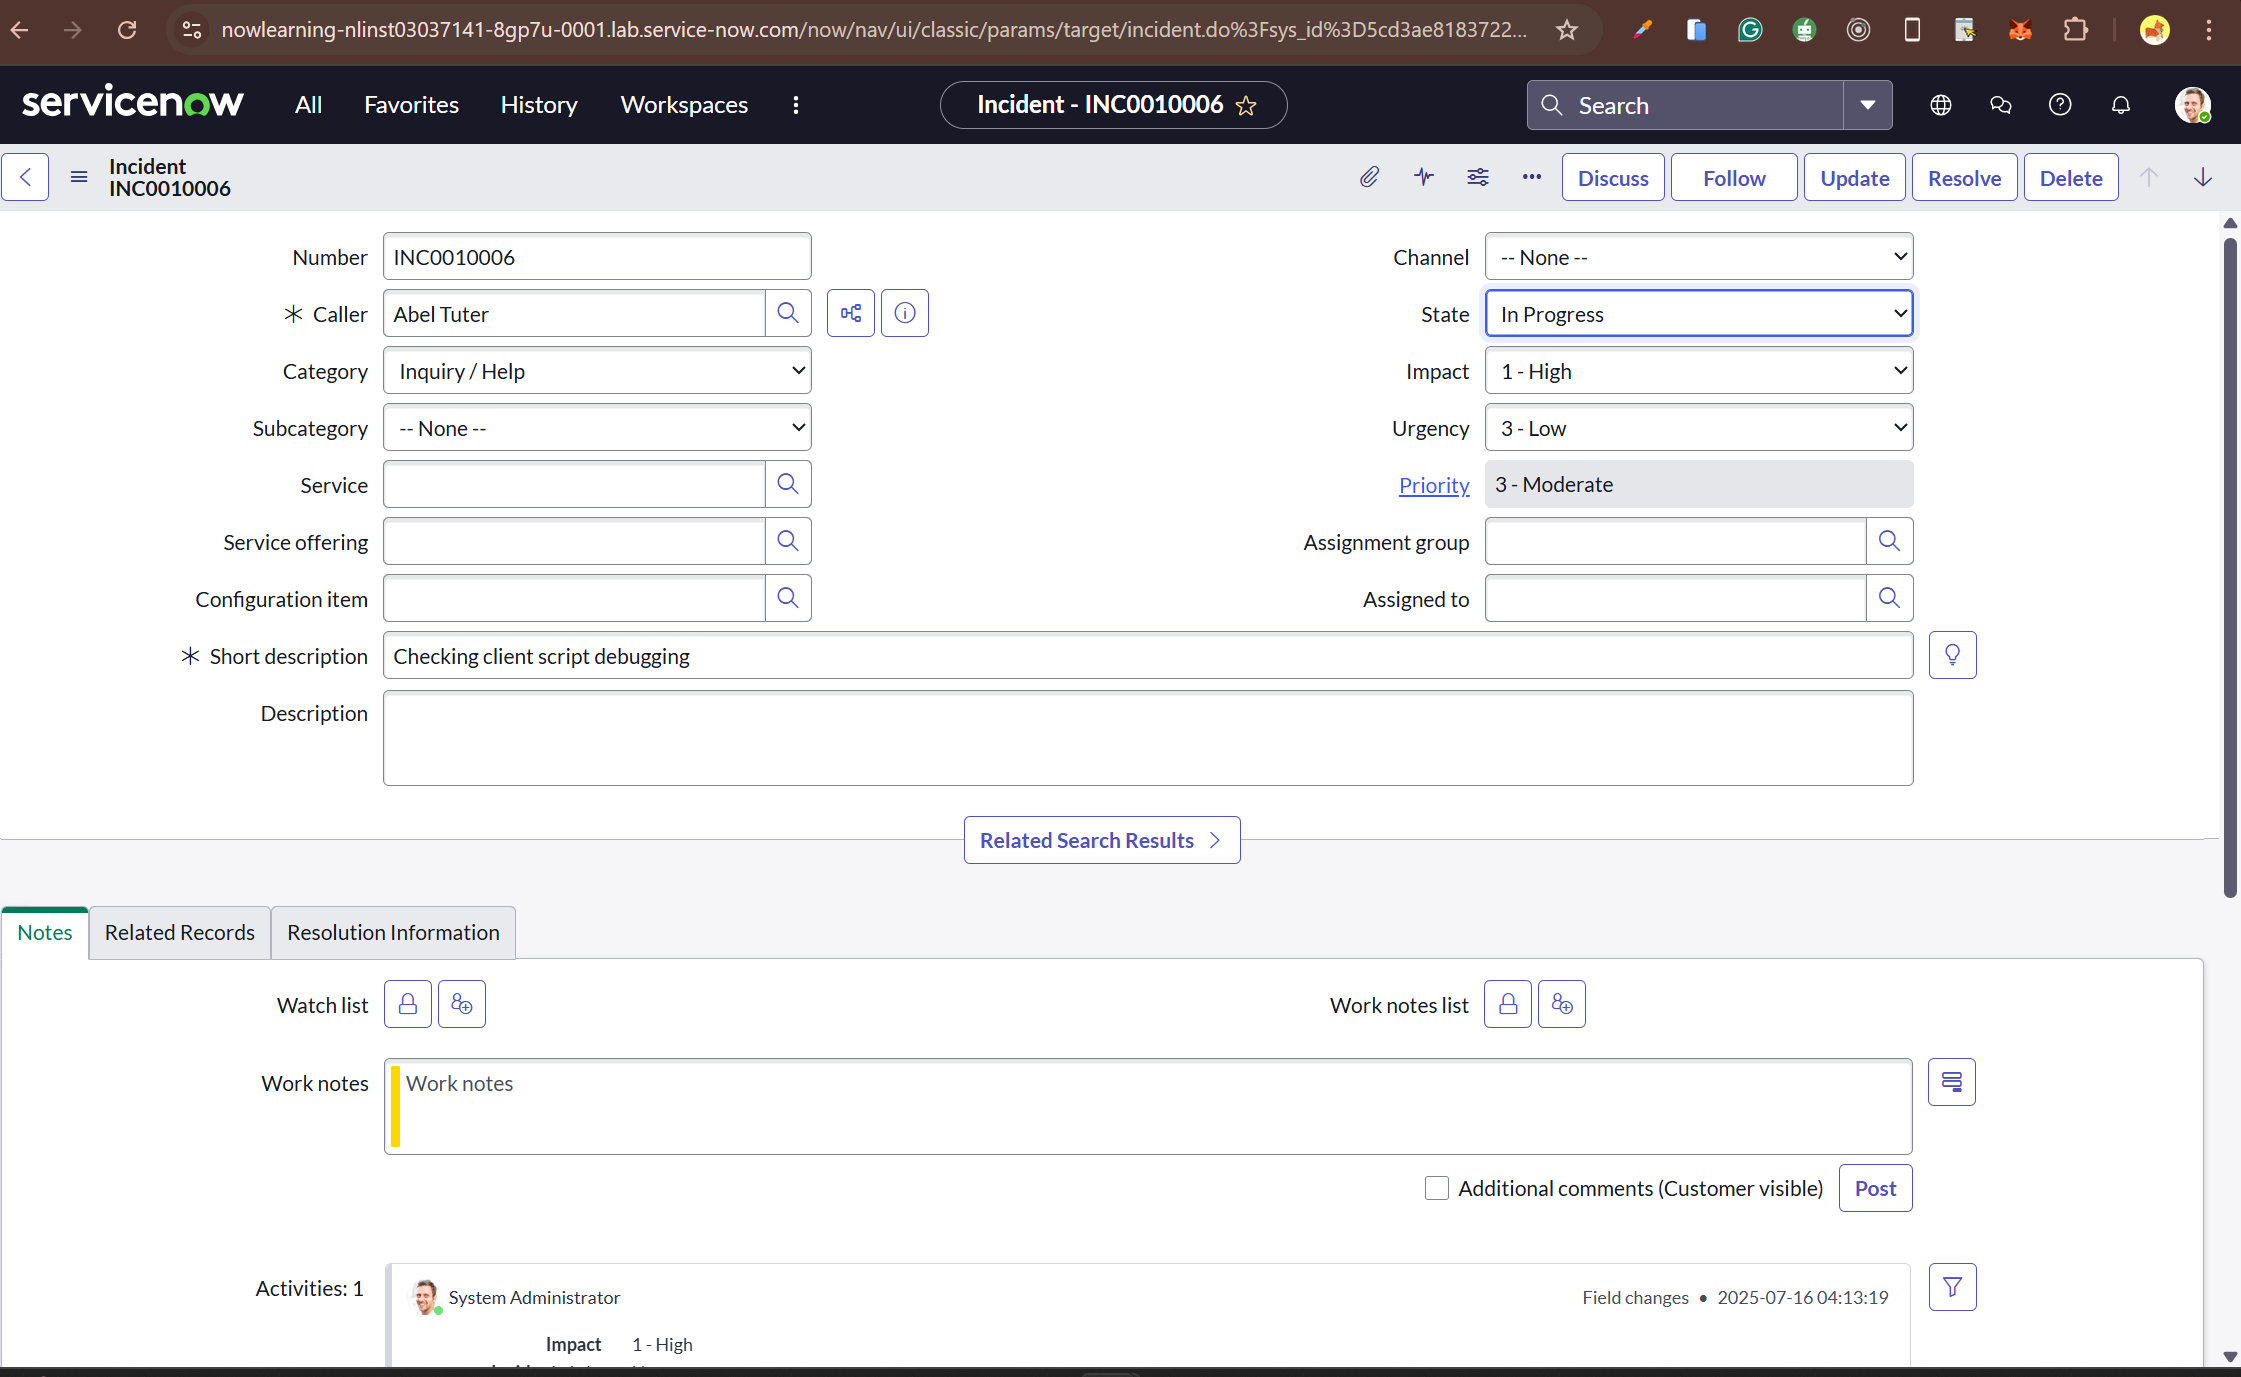 nowlearning-nlinst03037141-8gp7u-0001.lab.service-now.com/now/nav/ui/classic/params/target/incident.do%3Fsys_id%3D5cd3ae8183722...
servicenow All Favorites History Workspaces Incident - INC0010006 Search
Incident
INC0010006
Discuss Follow Update Resolve Delete
Number INC0010006 Channel -- None --
Caller Abel Tuter State In Progress
Category Inquiry / Help Impact 1 - High
Subcategory -- None -- Urgency 3 - Low
Service Priority 3 - Moderate
Service offering Assignment group
Configuration item Assigned to
Short description Checking client script debugging
Description
Related Search Results
Notes Related Records Resolution Information
Watch list Work notes list
Work notes Work notes
Additional comments (Customer visible) Post
Activities: 1 System Administrator Field changes • 2025-07-16 04:13:19
Impact 1 - High